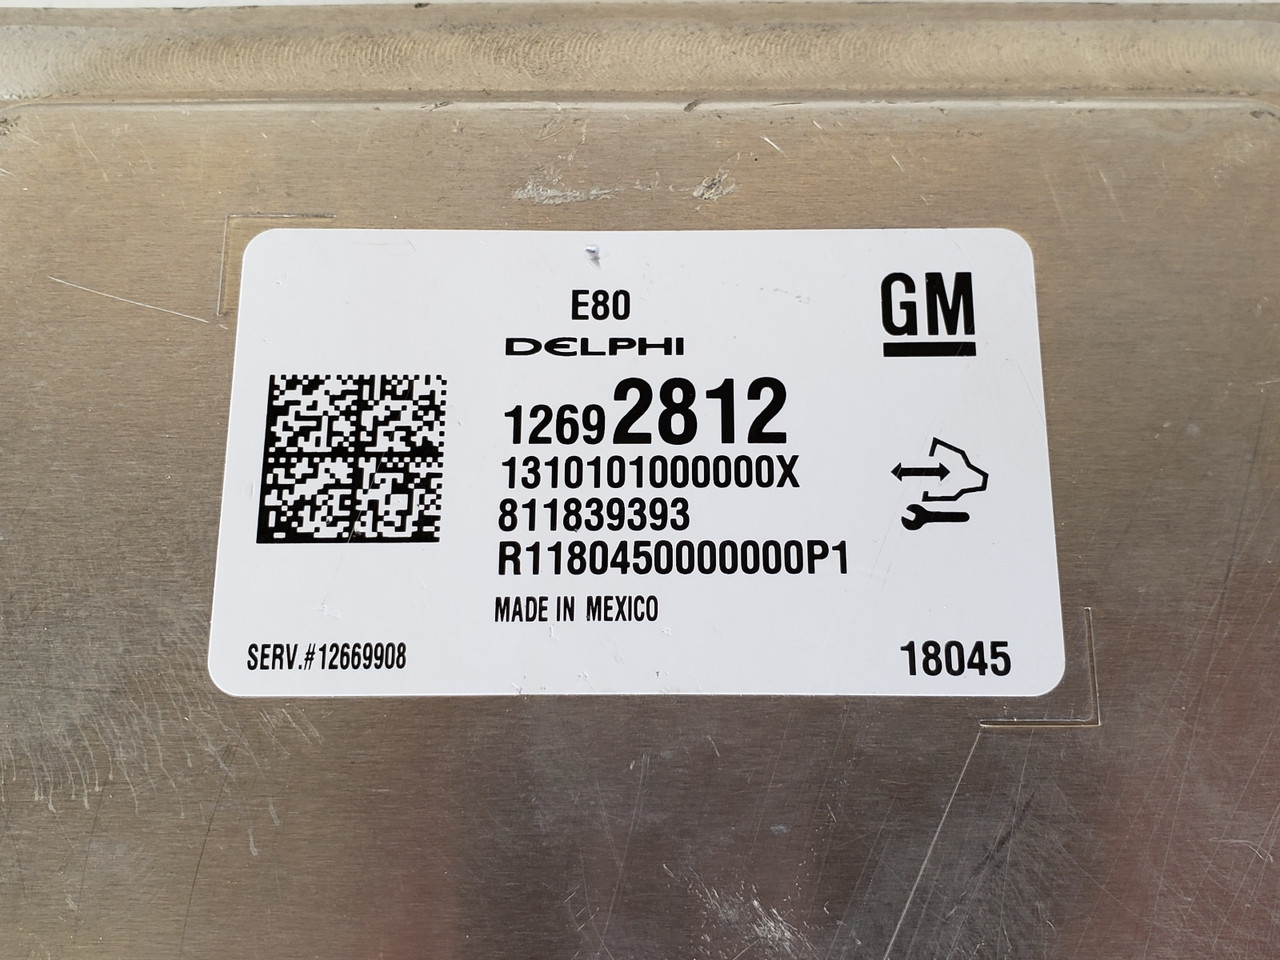 E80
GM
DELPHI
12692812
1310101000000X
811839393
R1180450000000P1
MADE IN MEXICO
SERV.#12669908
18045